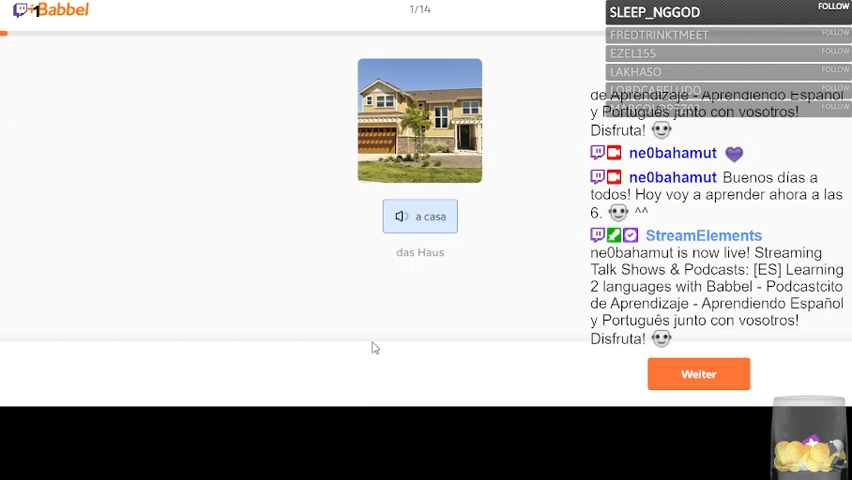 +Babbel
1
1/14
SLEEP_NGGOD
FOLLOW
FREDTRINKTMEET
FOLLOW
EZEL155
FOLLOW
LAKHASO
FOLLOW
LORDCABELUDO
FOLLOW
FOLLOW
de Aprendizaje - Aprendiendo Español
y Português junto con vosotros!
Disfruta!
ne0bahamut
ne0bahamut Buenos días a
todos! Hoy voy a aprender ahora a las
6. ^^
StreamElements
ne0bahamut is now live! Streaming
Talk Shows & Podcasts: [ES] Learning
2 languages with Babbel - Podcastcito
de Aprendizaje - Aprendiendo Español
y Português junto con vosotros!
Disfruta!
a casa
das Haus
Weiter